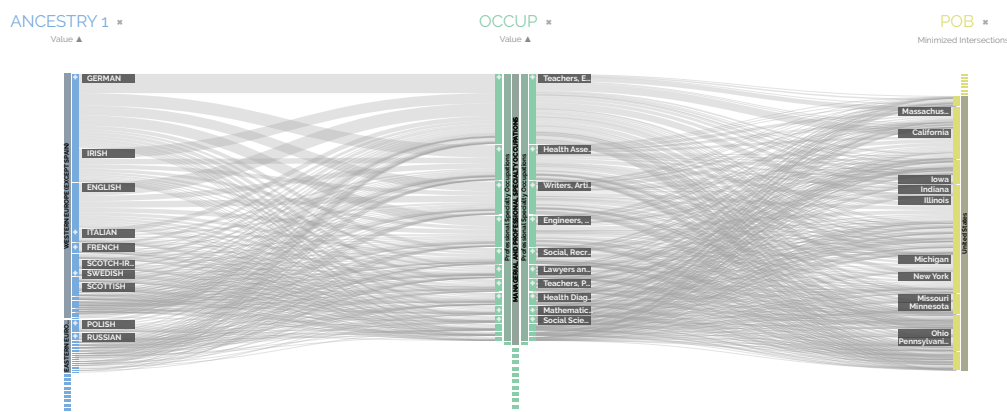 ANCESTRY 1
OCCUP
POB
Value ▲
Value ▲
Minimized Intersections
WESTERN EUROPE (EXCEPT SPAIN)
EASTERN EURO...
GERMAN
IRISH
ENGLISH
ITALIAN
FRENCH
SCOTCH-IR...
SWEDISH
SCOTTISH
POLISH
RUSSIAN
Professional Specialty Occupations
MANAGERIAL AND PROFESSIONAL SPECIALTY OCCUPATIONS
Professional Specialty Occupations
Teachers, E...
Health Asse...
Writers, Arti...
Engineers, ...
Social, Recr...
Lawyers an...
Teachers, P...
Health Diag...
Mathematic...
Social Scie...
Massachus...
California
Iowa
Indiana
Illinois
Michigan
New York
Missouri
Minnesota
Ohio
Pennsylvani...
United States